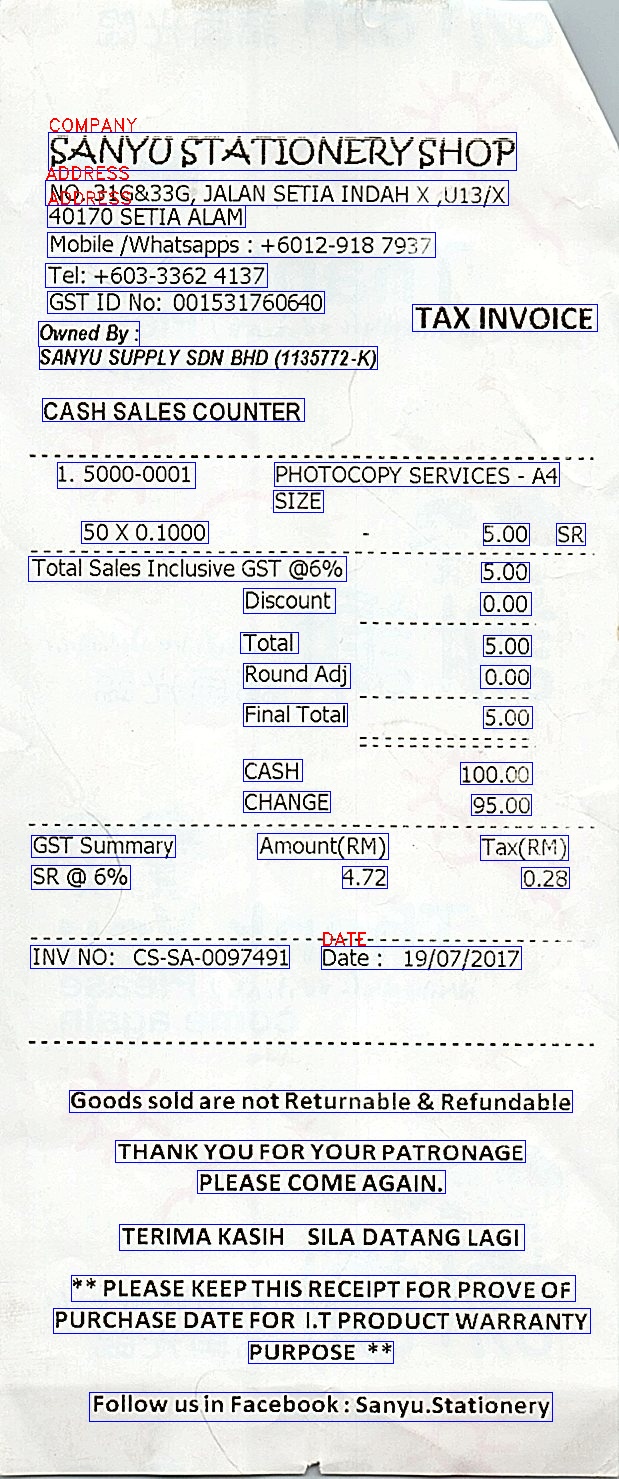 COMPANY
SANYU STATIONERY SHOP
ADDRESS
NO. 31G&33G, JALAN SETIA INDAH X ,U13/X
ADDRESS
40170 SETIA ALAM
Mobile /Whatsapps : +6012-918 7937
Tel: +603-3362 4137
GST ID No: 001531760640
TAX INVOICE
Owned By :
SANYU SUPPLY SDN BHD (1135772-K)
CASH SALES COUNTER
1. 5000-0001 PHOTOCOPY SERVICES - A4
SIZE
50 X 0.1000 - 5.00 SR
Total Sales Inclusive GST @6% 5.00
Discount 0.00
Total 5.00
Round Adj 0.00
Final Total 5.00
CASH 100.00
CHANGE 95.00
GST Summary Amount(RM) Tax(RM)
SR @ 6% 4.72 0.28
DATE
INV NO: CS-SA-0097491 Date : 19/07/2017
Goods sold are not Returnable & Refundable
THANK YOU FOR YOUR PATRONAGE
PLEASE COME AGAIN.
TERIMA KASIH SILA DATANG LAGI
** PLEASE KEEP THIS RECEIPT FOR PROVE OF
PURCHASE DATE FOR I.T PRODUCT WARRANTY
PURPOSE **
Follow us in Facebook : Sanyu.Stationery